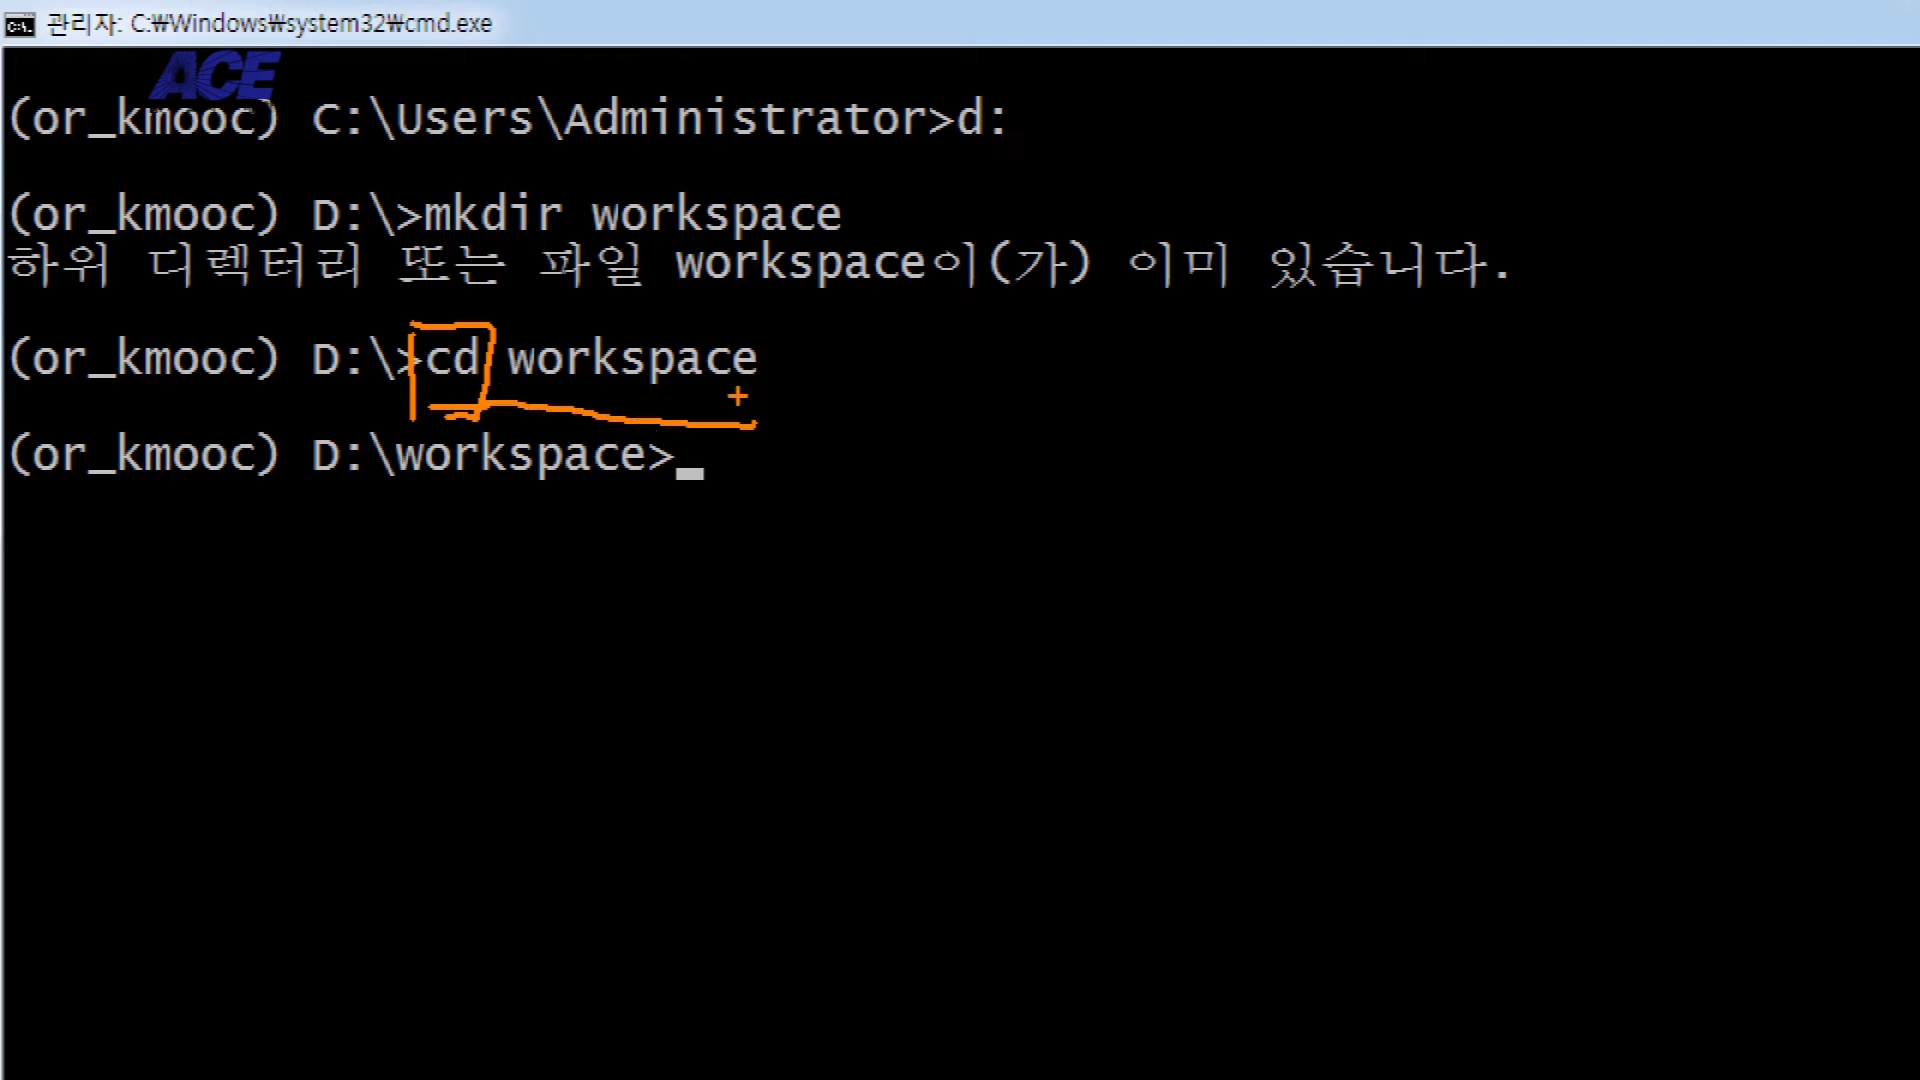 관리자: C:\Windows\system32\cmd.exe
ACE
(or_kmooc) C:\Users\Administrator>d:
(or_kmooc) D:\>mkdir workspace
하위 디렉터리 또는 파일 workspace이(가) 이미 있습니다.
(or_kmooc) D:\>cd workspace
(or_kmooc) D:\workspace>